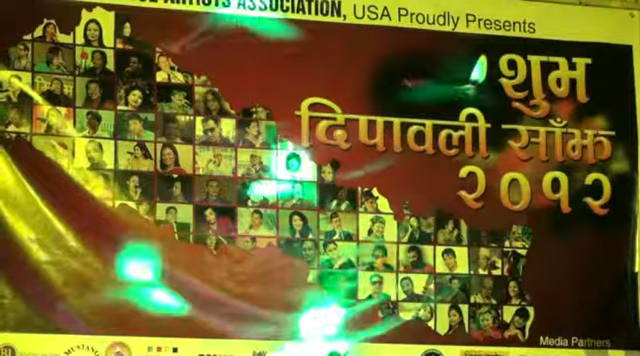 ARTISTS ASSOCIATION, USA Proudly Presents
शुभ
दिपावली साँझ
२०१२
Media Partners
MUSTANG